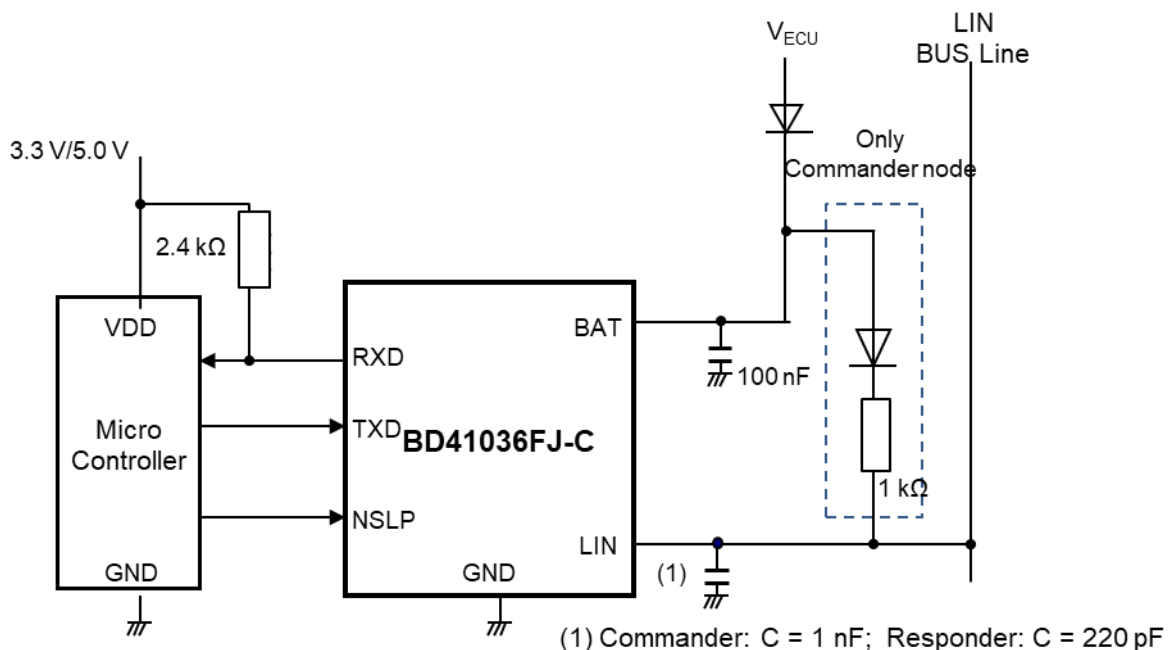 V_ECU
LIN
BUS Line
3.3 V/5.0 V
Only
Commander node
2.4 kΩ
VDD
BAT
RXD
100 nF
TXD
BD41036FJ-C
Micro
Controller
1 kΩ
NSLP
LIN
GND
GND
(1)
(1) Commander: C = 1 nF; Responder: C = 220 pF